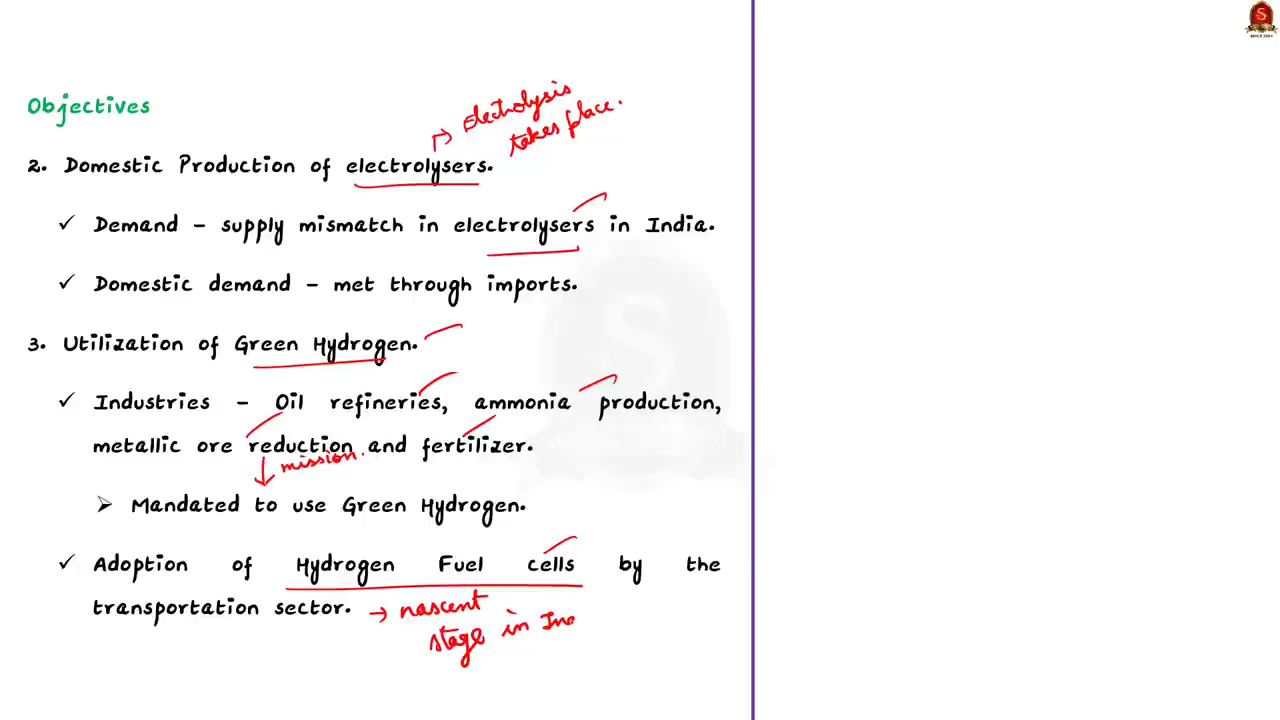 Objectives
Electrolysis
takes place.
2. Domestic Production of electrolysers.
✓ Demand – supply mismatch in electrolysers in India.
✓ Domestic demand – met through imports.
3. Utilization of Green Hydrogen.
✓ Industries - Oil refineries, ammonia production,
metallic ore reduction and fertilizer.
mission.
➢ Mandated to use Green Hydrogen.
✓ Adoption of Hydrogen Fuel cells by the
transportation sector. → nascent
stage in In